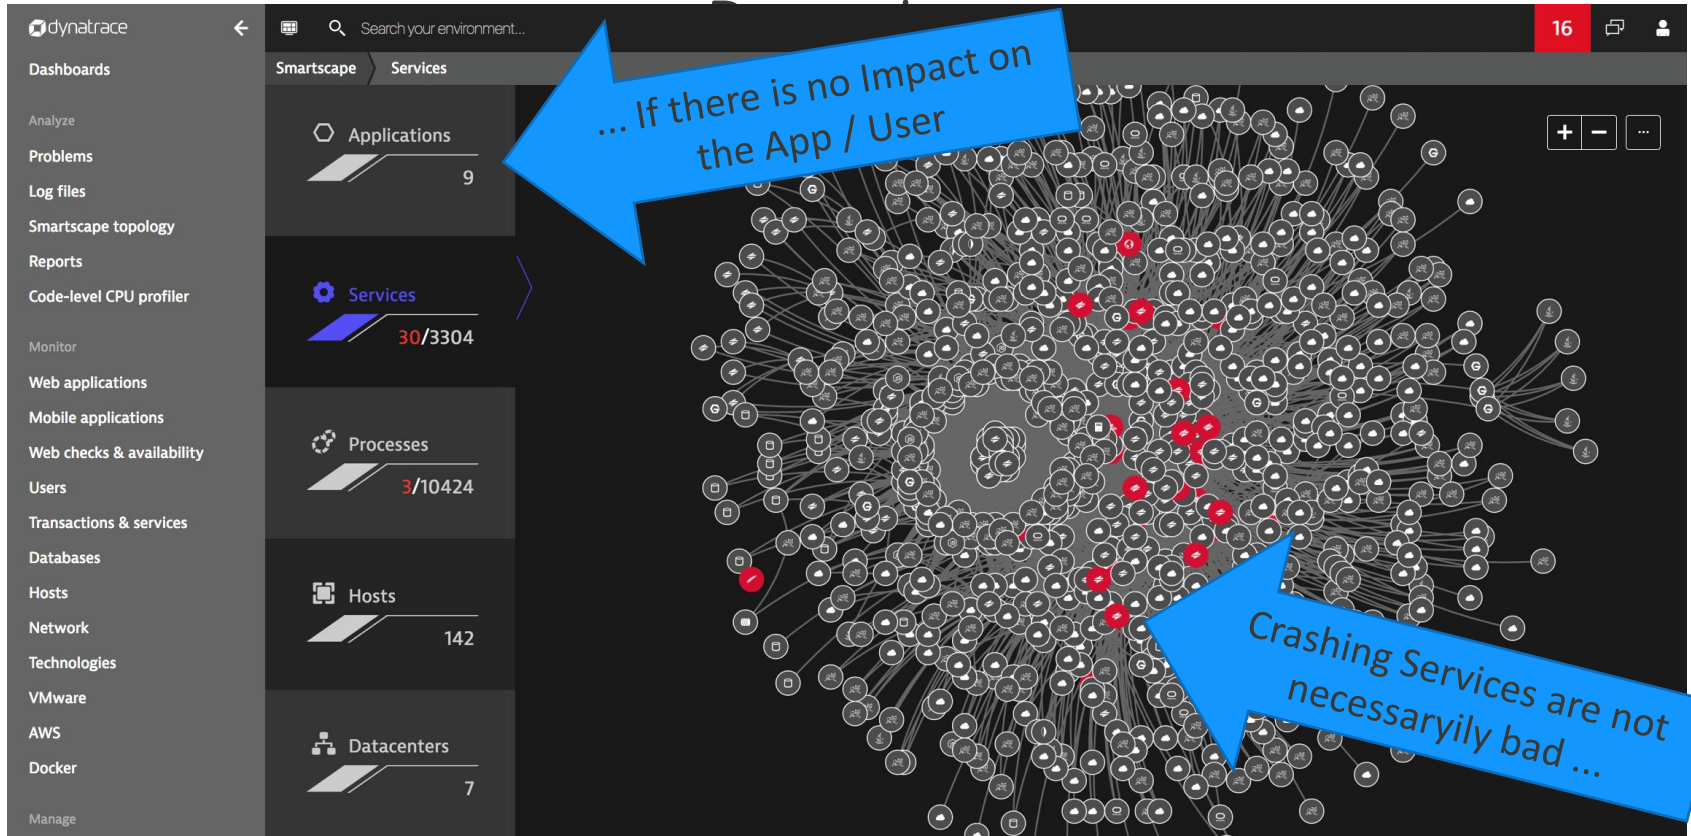 dynatrace
Search your environment...
16
Dashboards
Smartscape
Services
Analyze
Problems
Log files
Smartscape topology
Reports
Code-level CPU profiler
Monitor
Web applications
Mobile applications
Web checks & availability
Users
Transactions & services
Databases
Hosts
Network
Technologies
VMware
AWS
Docker
Manage
Applications
9
Services
30/3304
Processes
3/10424
Hosts
142
Datacenters
7
... If there is no Impact on
the App / User
Crashing Services are not
necessaryily bad ...